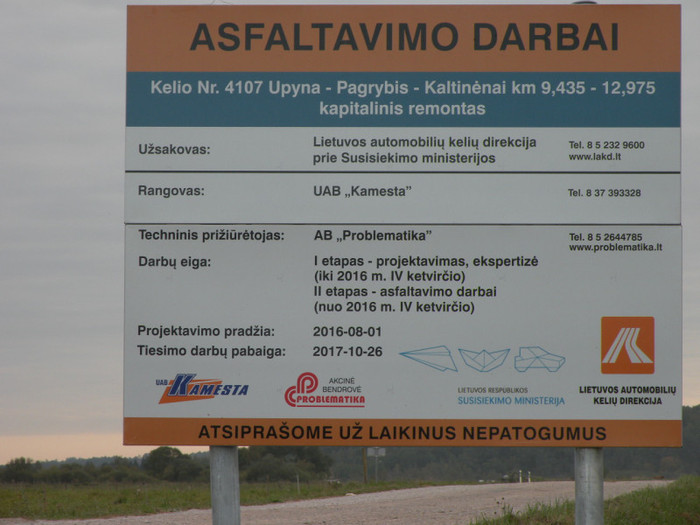 ASFALTAVIMO DARBAI
Kelio Nr. 4107 Upyna - Pagrybis - Kaltinėnai km 9,435 - 12,975
kapitalinis remontas
Užsakovas:
Lietuvos automobilių kelių direkcija
prie Susisiekimo ministerijos
Tel. 8 5 232 9600
www.lakd.lt
Rangovas:
UAB „Kamesta"
Tel. 8 37 393328
Techninis prižiūrėtojas:
AB „Problematika"
Tel. 8 5 2644785
www.problematika.lt
Darbų eiga:
I etapas - projektavimas, ekspertizė
(iki 2016 m. IV ketvirčio)
II etapas - asfaltavimo darbai
(nuo 2016 m. IV ketvirčio)
Projektavimo pradžia:
2016-08-01
Tiesimo darbų pabaiga:
2017-10-26
UAB KAMESTA
PROBLEMATIKA
AKCINĖ
BENDROVĖ
LIETUVOS RESPUBLIKOS
SUSISIEKIMO MINISTERIJA
LIETUVOS AUTOMOBILIŲ
KELIŲ DIREKCIJA
ATSIPRAŠOME UŽ LAIKINUS NEPATOGUMUS